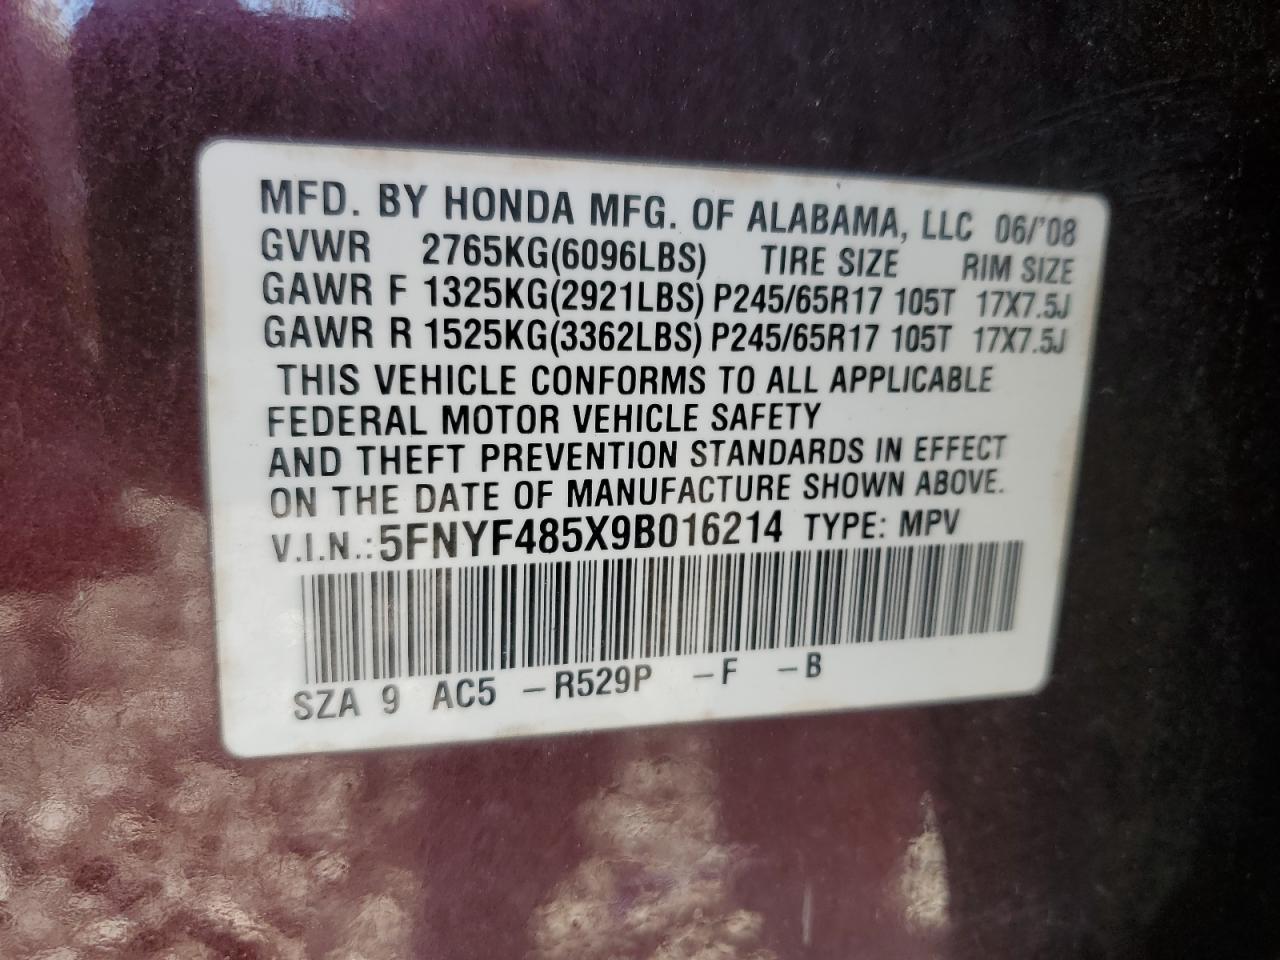 MFD. BY HONDA MFG. OF ALABAMA, LLC 06/'08
GVWR 2765KG(6096LBS) TIRE SIZE RIM SIZE
GAWR F 1325KG(2921LBS) P245/65R17 105T 17X7.5J
GAWR R 1525KG(3362LBS) P245/65R17 105T 17X7.5J
THIS VEHICLE CONFORMS TO ALL APPLICABLE
FEDERAL MOTOR VEHICLE SAFETY
AND THEFT PREVENTION STANDARDS IN EFFECT
ON THE DATE OF MANUFACTURE SHOWN ABOVE.
V.I.N.:5FNYF485X9B016214 TYPE: MPV
SZA 9 AC5 –R529P –F –B